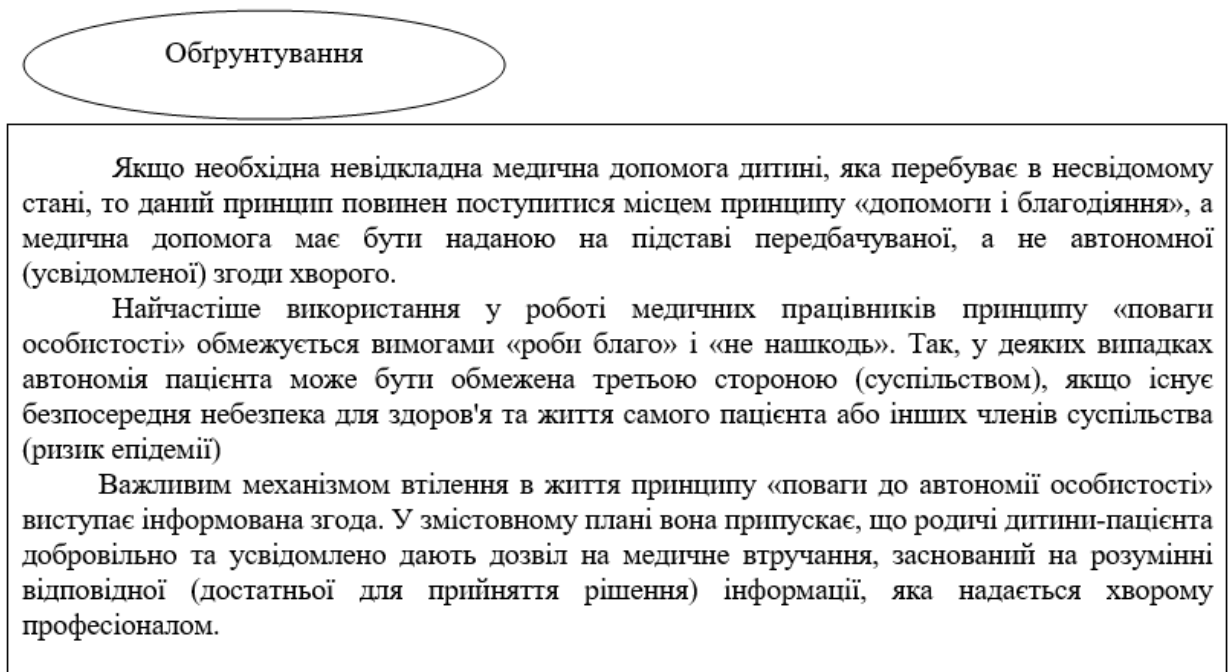 Обґрунтування
Якщо необхідна невідкладна медична допомога дитині, яка перебуває в несвідомому
стані, то даний принцип повинен поступитися місцем принципу «допомоги і благодіяння», а
медична допомога має бути наданою на підставі передбачуваної, а не автономної
(усвідомленої) згоди хворого.
Найчастіше використання у роботі медичних працівників принципу «поваги
особистості» обмежується вимогами «роби благо» і «не нашкодь». Так, у деяких випадках
автономія пацієнта може бути обмежена третьою стороною (суспільством), якщо існує
безпосередня небезпека для здоров'я та життя самого пацієнта або інших членів суспільства
(ризик епідемії)
Важливим механізмом втілення в життя принципу «поваги до автономії особистості»
виступає інформована згода. У змістовному плані вона припускає, що родичі дитини-пацієнта
добровільно та усвідомлено дають дозвіл на медичне втручання, заснований на розумінні
відповідної (достатньої для прийняття рішення) інформації, яка надається хворому
професіоналом.